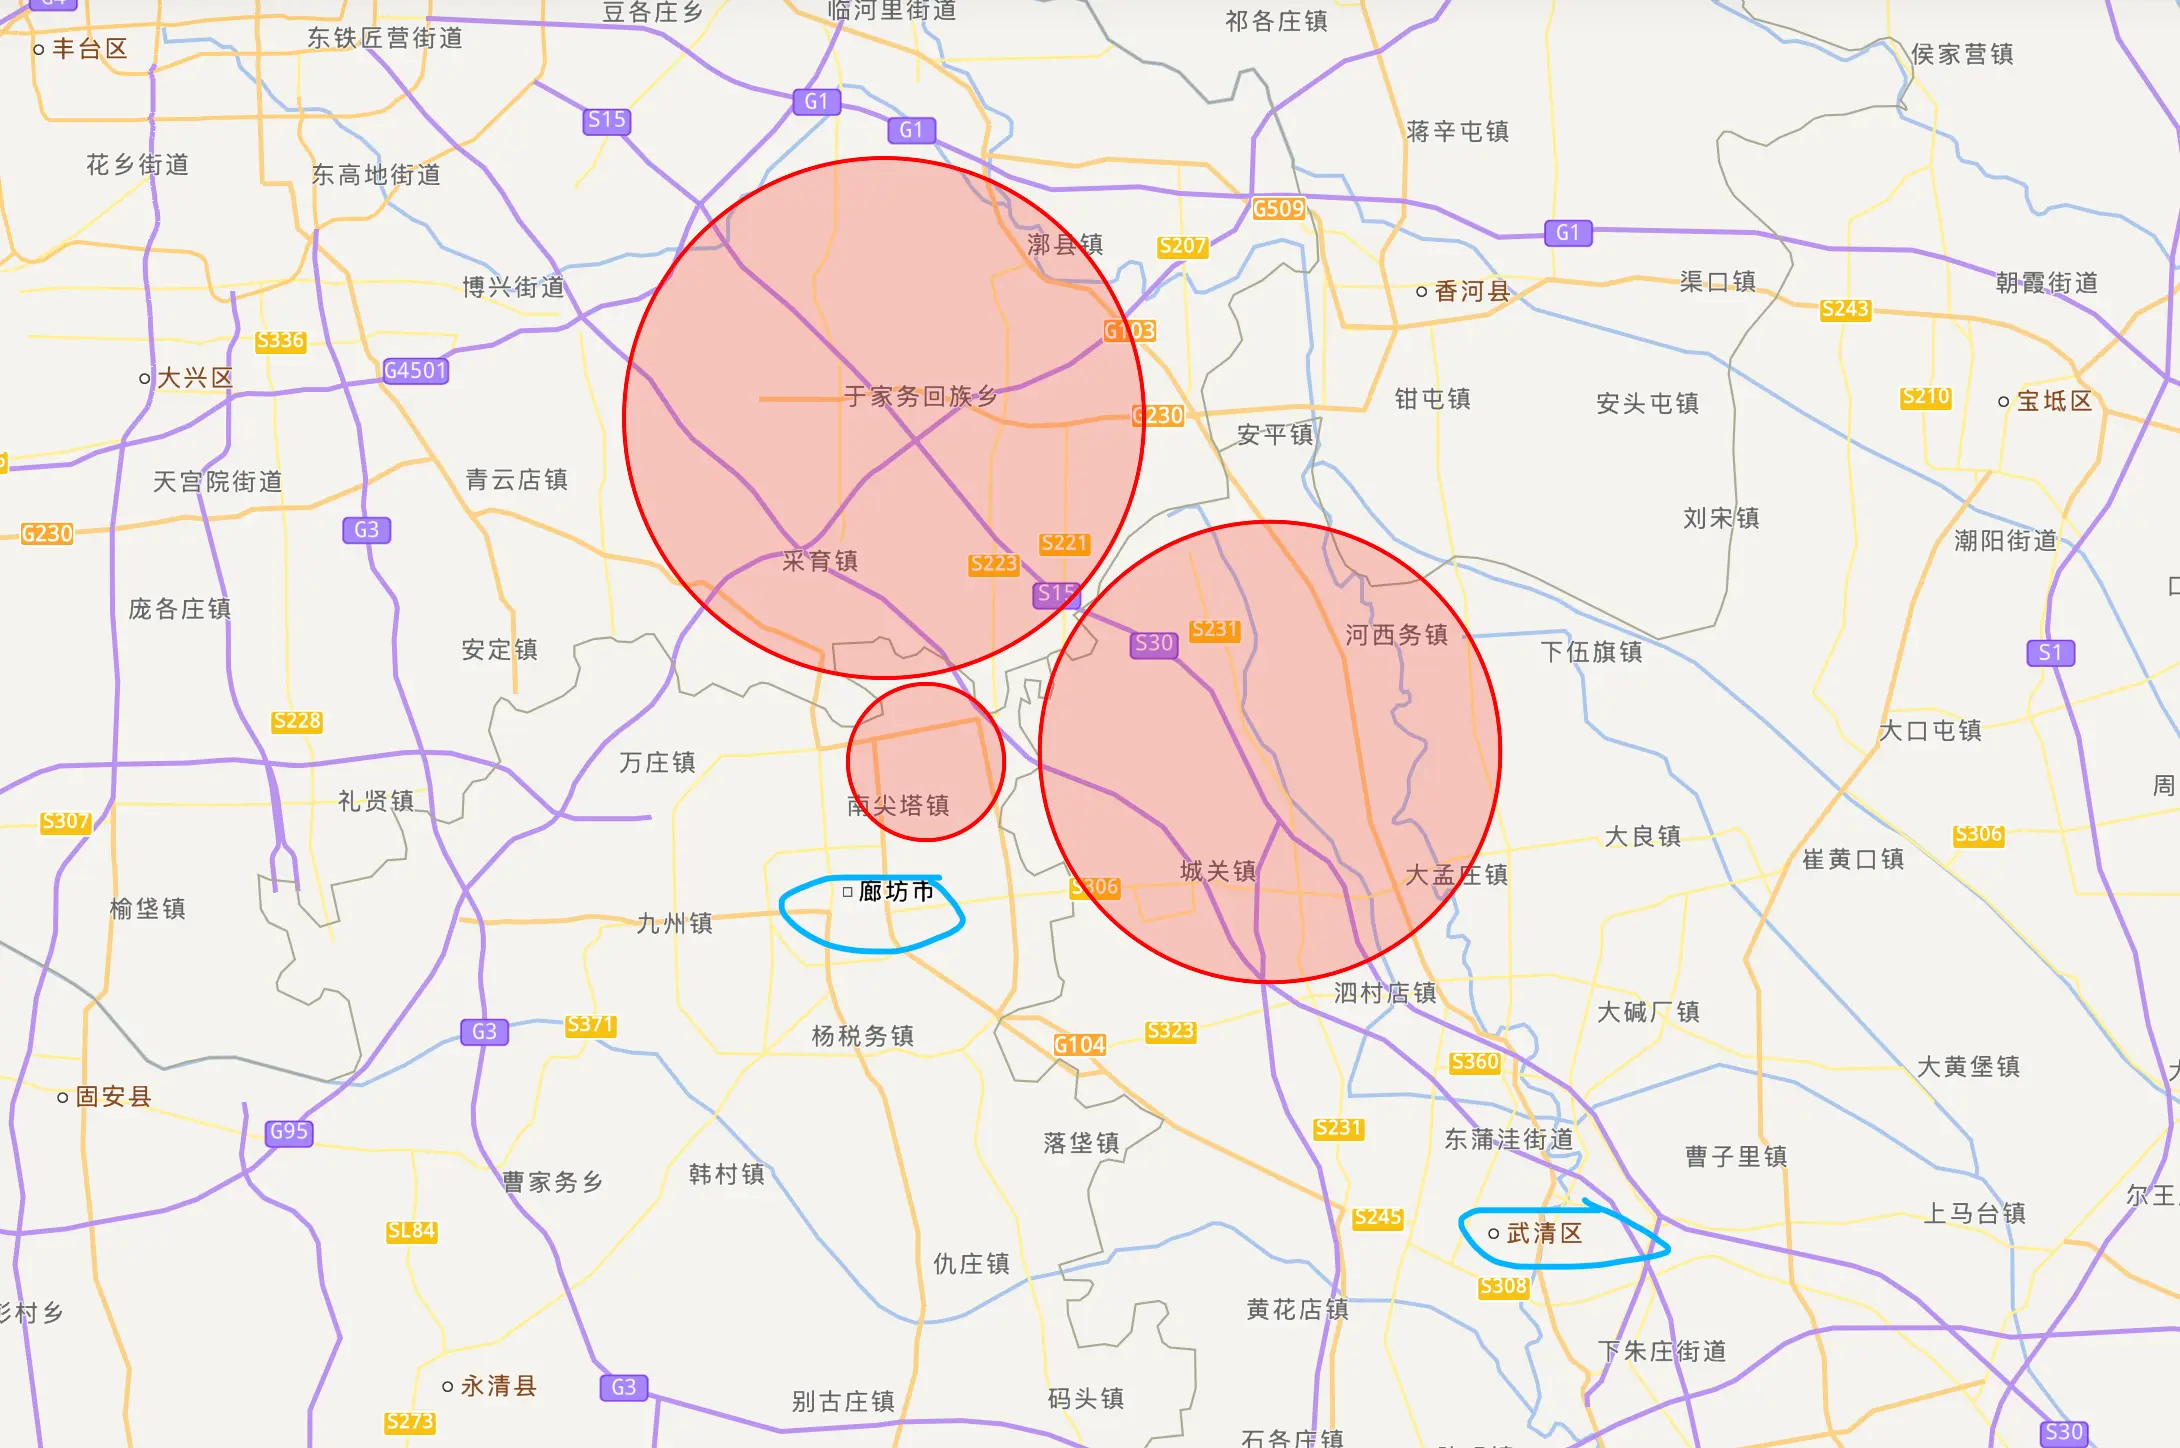 G4
豆各庄乡
临河里街道
祁各庄镇
丰台区
东铁匠营街道
侯家营镇
G1
S15
G1
蒋辛屯镇
花乡街道
东高地街道
G509
G1
漷县镇
S207
博兴街道
香河县
渠口镇
朝霞街道
S243
G103
S336
G4501
大兴区
于家务回族乡
G230
钳屯镇
安头屯镇
S210
宝坻区
安平镇
天宫院街道
青云店镇
G3
G230
刘宋镇
潮阳街道
S221
S223
采育镇
S15
庞各庄镇
安定镇
S30
S231
河西务镇
下伍旗镇
S1
S228
大口屯镇
万庄镇
周
礼贤镇
南尖塔镇
S307
大良镇
S306
崔黄口镇
城关镇
大孟庄镇
S306
廊坊市
榆垡镇
九州镇
泗村店镇
大碱厂镇
G3
S371
杨税务镇
G104
S323
S360
大黄堡镇
固安县
G95
S231
东蒲洼街道
落垡镇
曹子里镇
韩村镇
曹家务乡
尔王
SL84
S245
武清区
上马台镇
仇庄镇
S308
彭村乡
黄花店镇
下朱庄街道
永清县
G3
别古庄镇
码头镇
S273
石各庄镇
S30